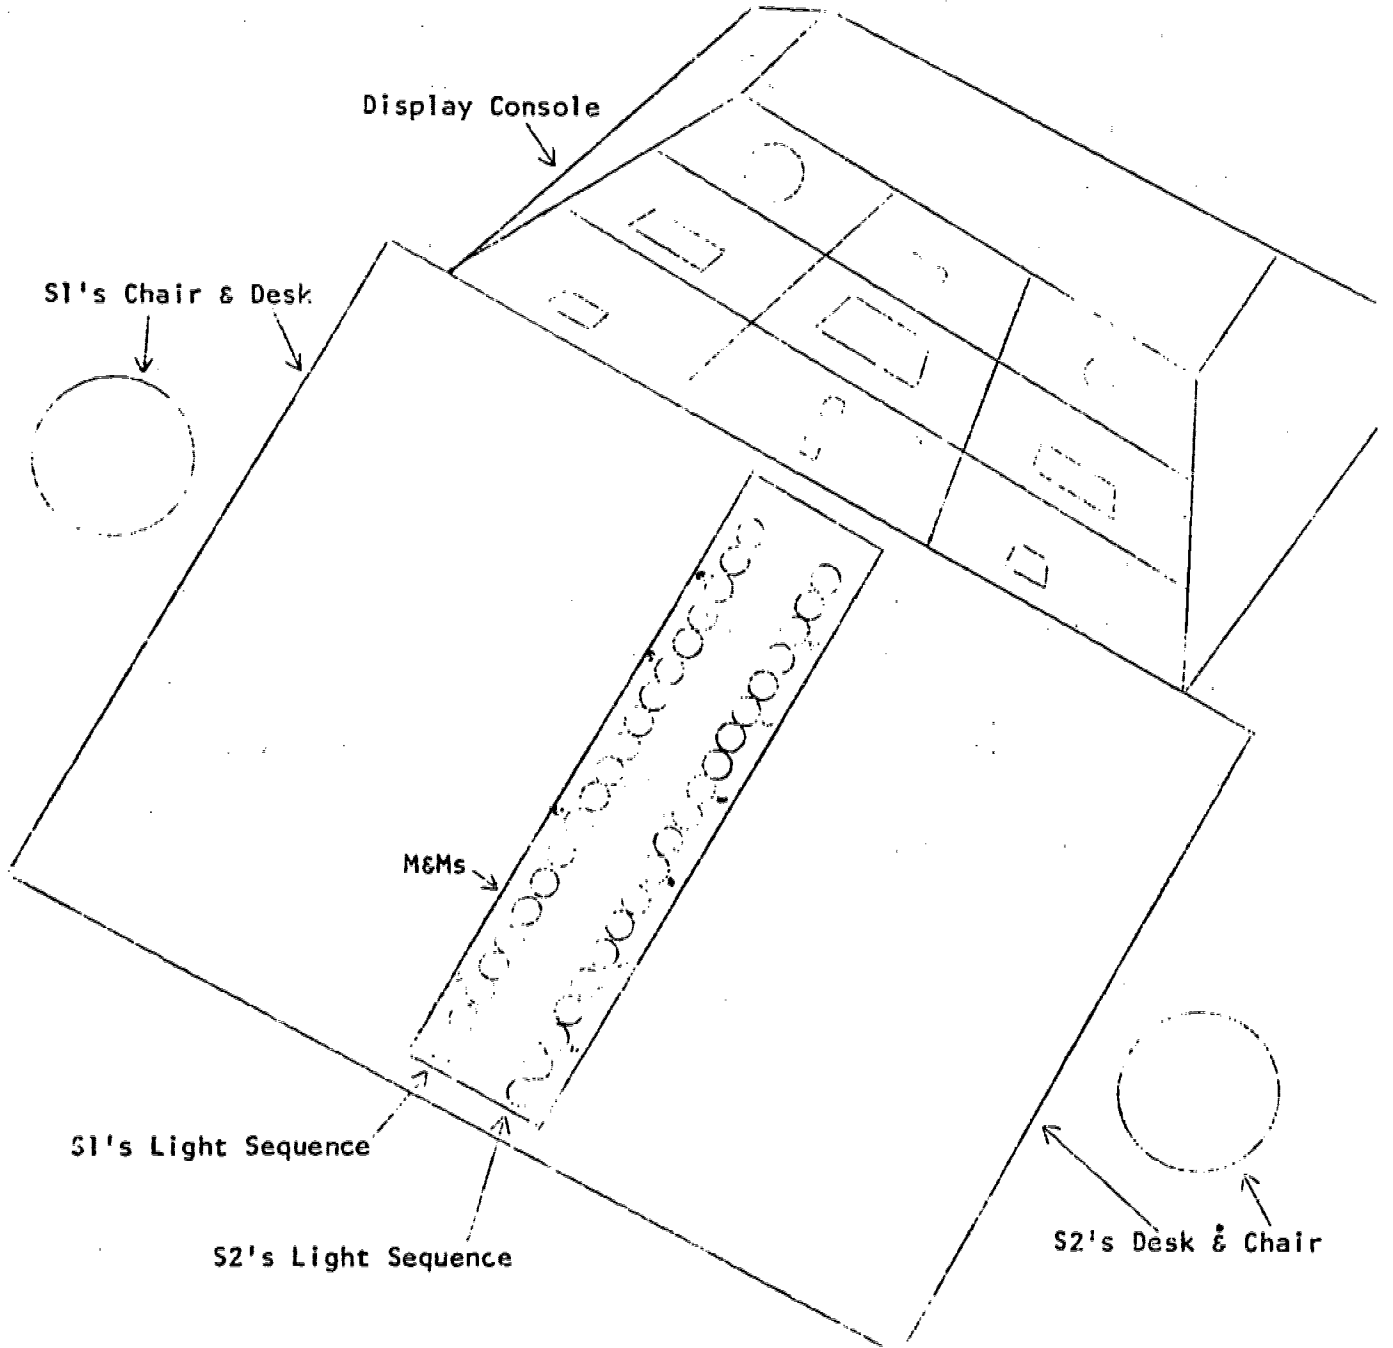 Display Console
S1's Chair & Desk
M&Ms
S1's Light Sequence
S2's Light Sequence
S2's Desk & Chair